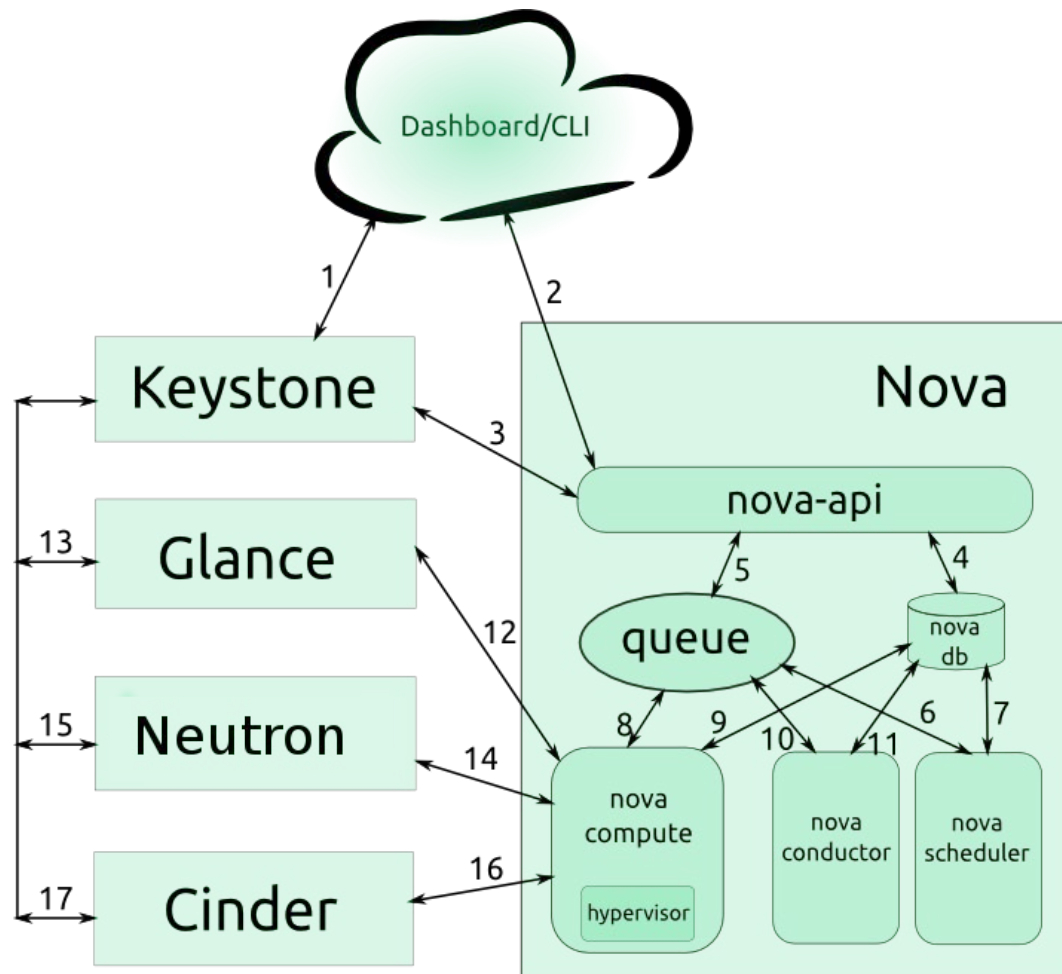 Dashboard/CLI
1
2
Keystone
Nova
3
nova-api
13
Glance
5
4
12
queue
nova
db
15
Neutron
14
8
9
10
11
6
7
nova
compute
nova
conductor
nova
scheduler
16
17
Cinder
hypervisor